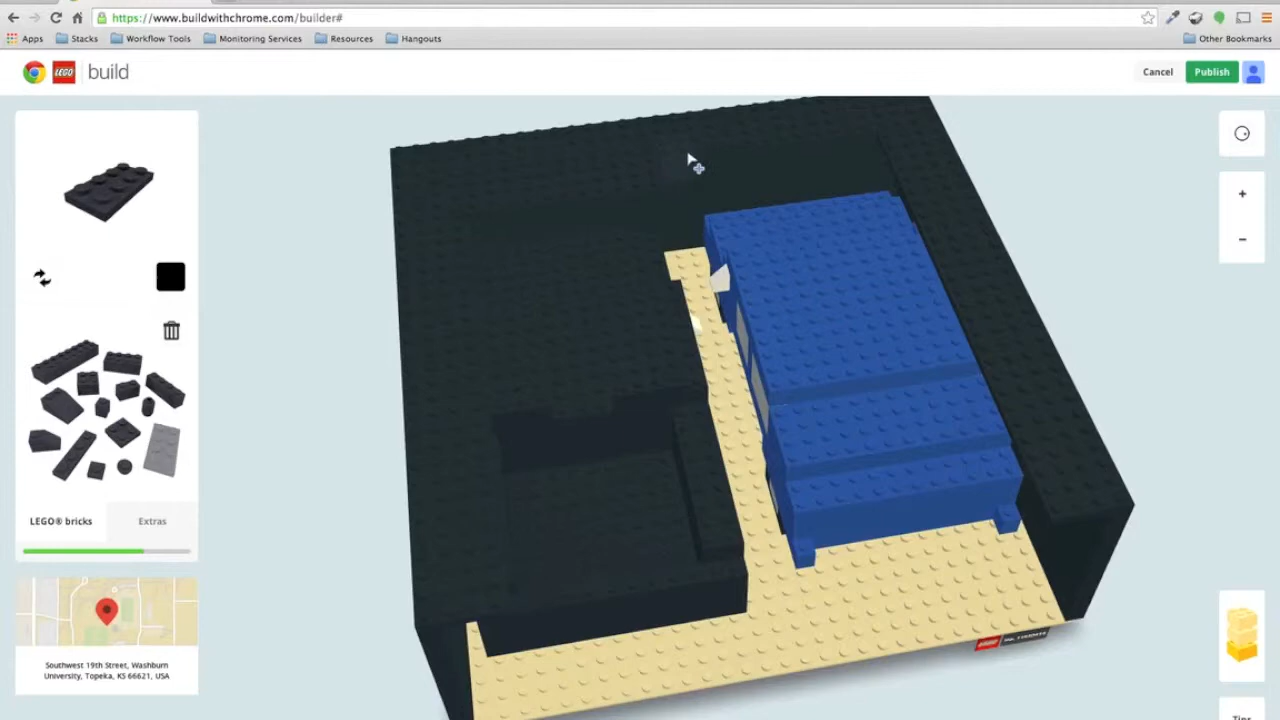 https://www.buildwithchrome.com/builder#
Apps Stacks Workflow Tools Monitoring Services Resources Hangouts Other Bookmarks
LEGO build Cancel Publish
LEGO® bricks Extras
Southwest 19th Street, Washburn
University, Topeka, KS 66621, USA
LEGO